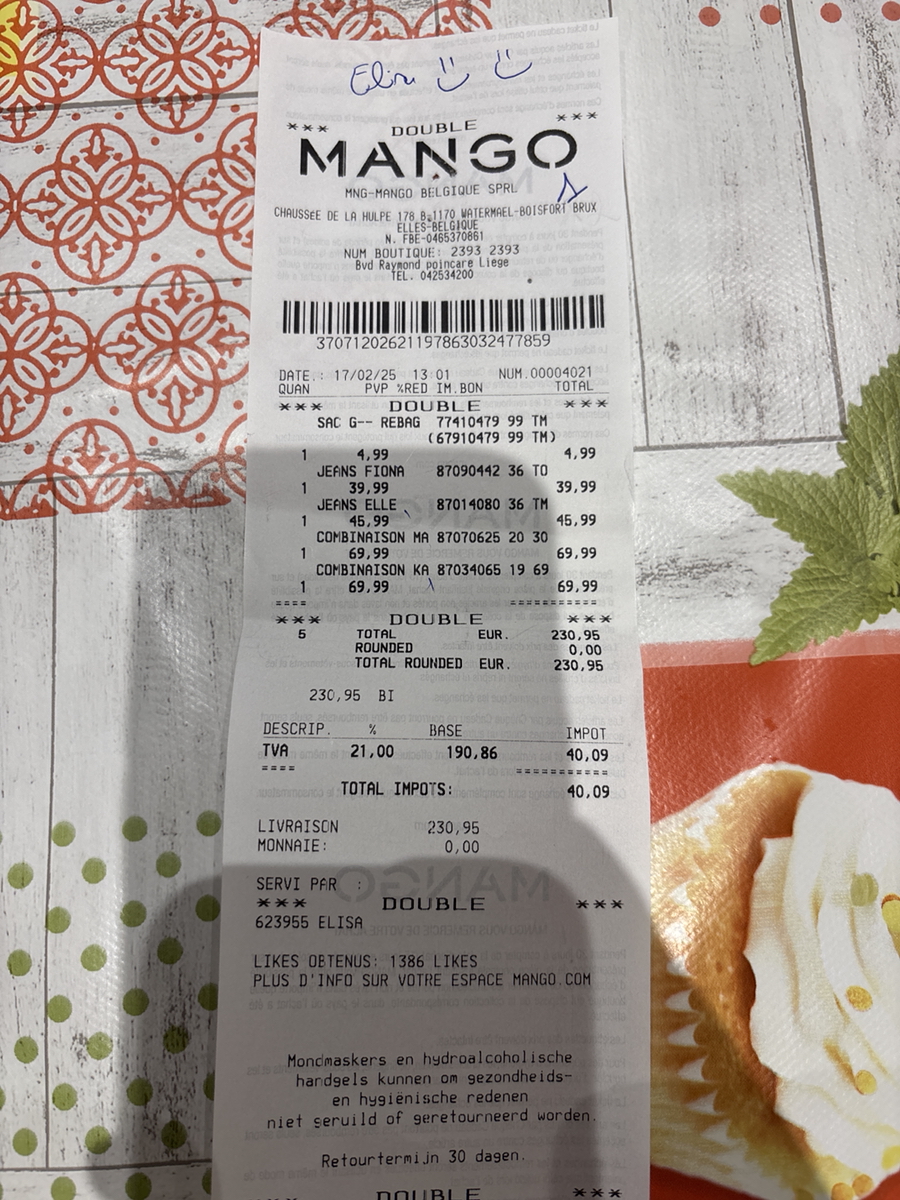 Elisa
*** DOUBLE ***
MANGO
MNG-MANGO BELGIQUE SPRL
CHAUSSéE DE LA HULPE 178 B.1170 WATERMAEL-BOISFORT BRUX
ELLES-BELGIQUE
N. FBE-0465370861
NUM BOUTIQUE: 2393 2393
Bvd Raymond poincare Liege
TEL. 042534200
37071202621197863032477859
DATE.: 17/02/25 13:01 NUM.00004021
QUAN PVP %RED IM.BON TOTAL
*** DOUBLE ***
SAC G-- REBAG 77410479 99 TM
(67910479 99 TM)
1 4,99 4,99
JEANS FIONA 87090442 36 TO
1 39,99 39,99
JEANS ELLE 87014080 36 TM
1 45,99 45,99
COMBINAISON MA 87070625 20 30
1 69,99 69,99
COMBINAISON KA 87034065 19 69
1 69,99 69,99
==== ===========
*** DOUBLE ***
5 TOTAL EUR. 230,95
ROUNDED 0,00
TOTAL ROUNDED EUR. 230,95
230,95 BI
DESCRIP. % BASE IMPOT
TVA 21,00 190,86 40,09
==== ===========
TOTAL IMPOTS: 40,09
LIVRAISON 230,95
MONNAIE: 0,00
SERVI PAR :
*** DOUBLE ***
623955 ELISA
LIKES OBTENUS: 1386 LIKES
PLUS D'INFO SUR VOTRE ESPACE MANGO.COM
Mondmaskers en hydroalcoholische
handgels kunnen om gezondheids-
en hygiënische redenen
niet geruild of geretourneerd worden.
Retourtermijn 30 dagen.
*** DOUBLE ***